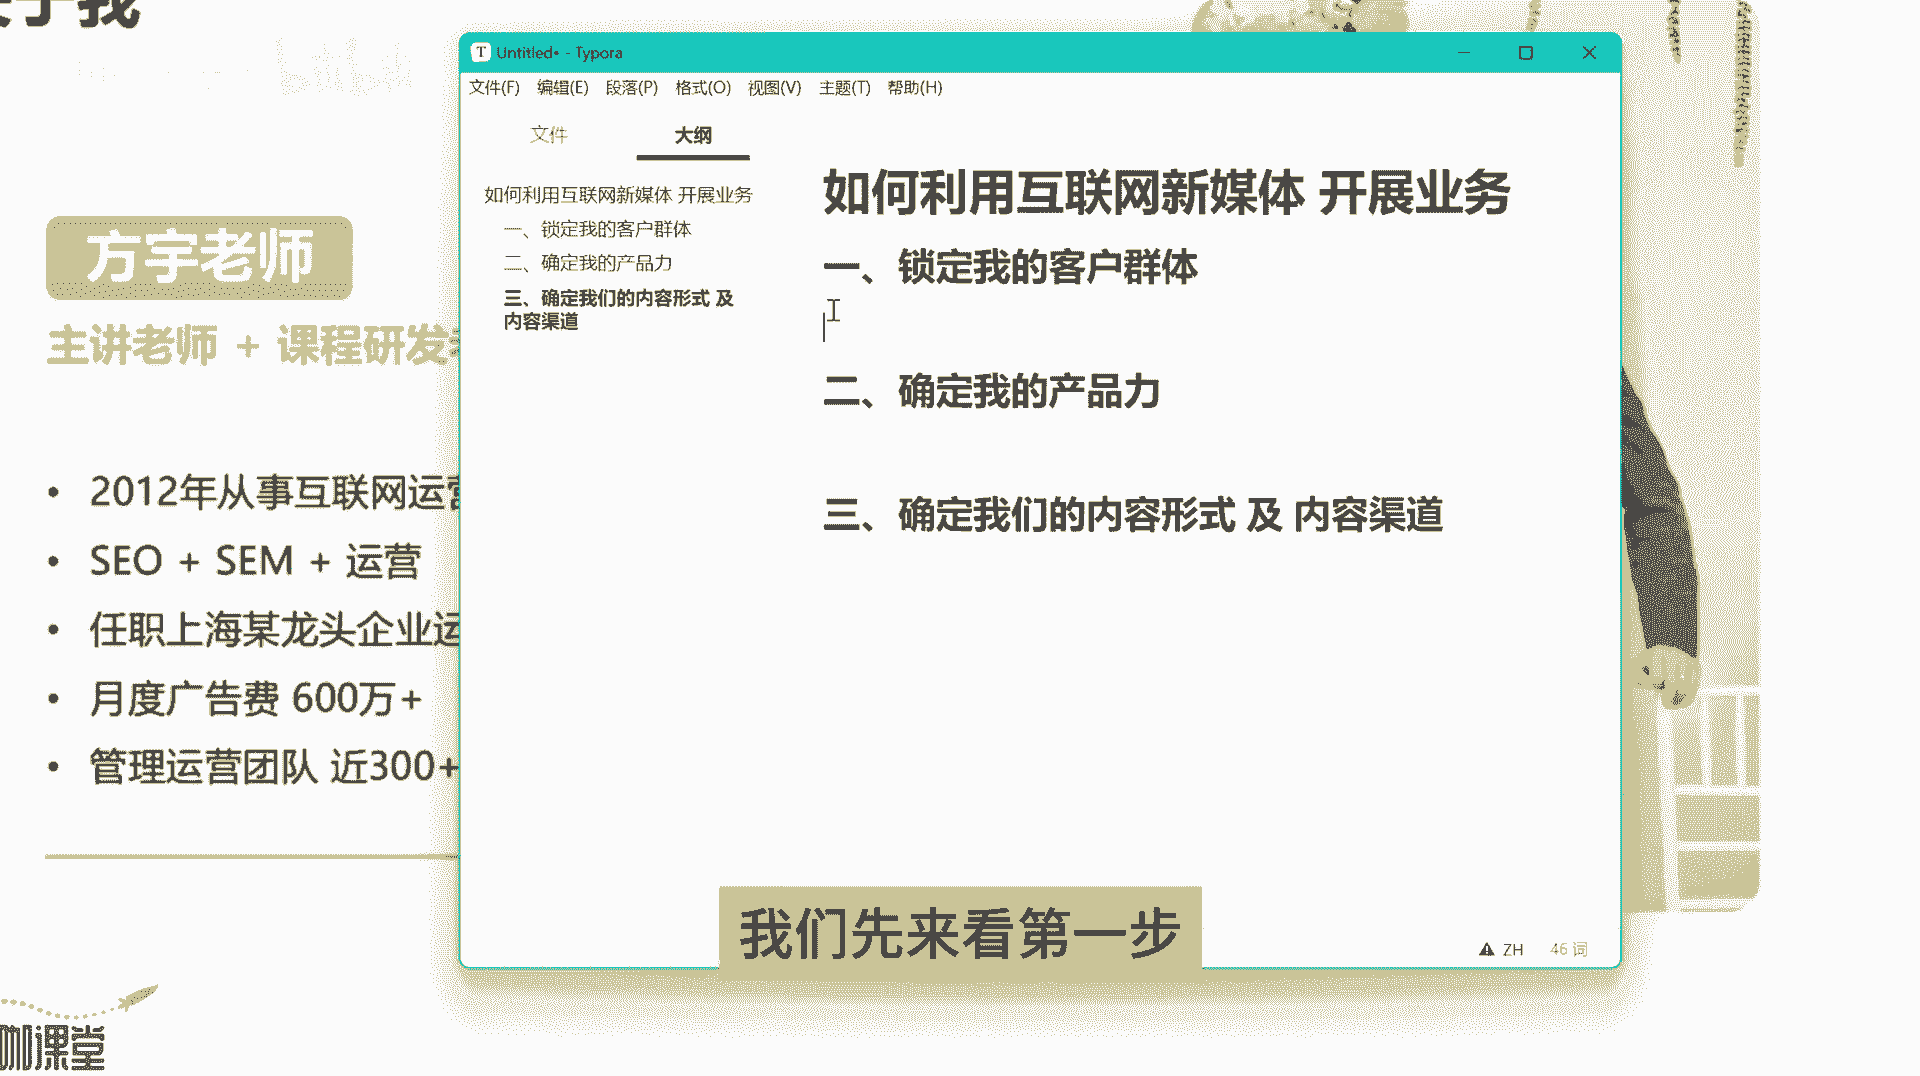 于我
bilibili
方宇老师
主讲老师 + 课程研发
• 2012年从事互联网运营
• SEO + SEM + 运营
• 任职上海某龙头企业运
• 月度广告费 600万+
• 管理运营团队 近300+
课堂
Untitled• - Typora
文件(F) 编辑(E) 段落(P) 格式(O) 视图(V) 主题(T) 帮助(H)
文件 大纲
如何利用互联网新媒体 开展业务
一、锁定我的客户群体
二、确定我的产品力
三、确定我们的内容形式 及
内容渠道
如何利用互联网新媒体 开展业务
一、锁定我的客户群体
二、确定我的产品力
三、确定我们的内容形式 及 内容渠道
ZH 46 词
我们先来看第一步